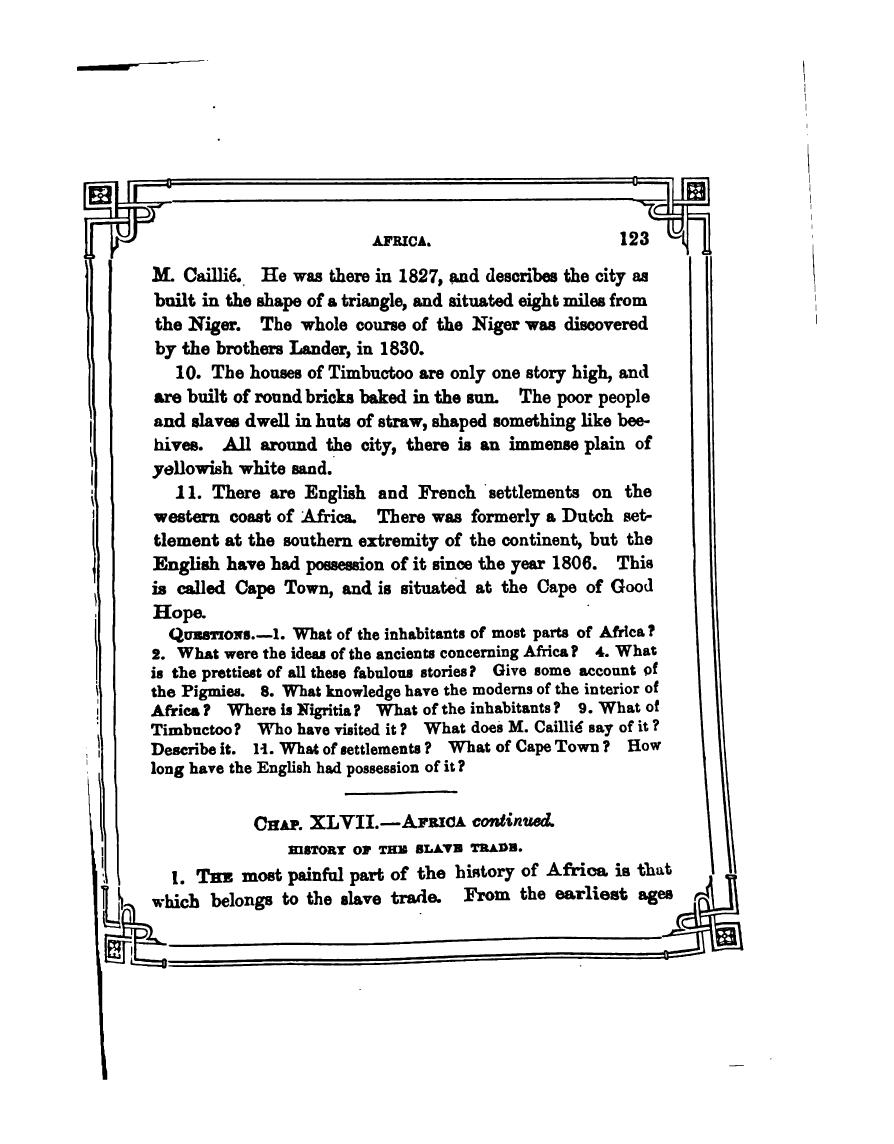 AFRICA. 123
M. Caillié. He was there in 1827, and describes the city as
built in the shape of a triangle, and situated eight miles from
the Niger. The whole course of the Niger was discovered
by the brothers Lander, in 1830.
10. The houses of Timbuctoo are only one story high, and
are built of round bricks baked in the sun. The poor people
and slaves dwell in huts of straw, shaped something like bee-
hives. All around the city, there is an immense plain of
yellowish white sand.
11. There are English and French settlements on the
western coast of Africa. There was formerly a Dutch set-
tlement at the southern extremity of the continent, but the
English have had possession of it since the year 1806. This
is called Cape Town, and is situated at the Cape of Good
Hope.
QUESTIONS.—1. What of the inhabitants of most parts of Africa?
2. What were the ideas of the ancients concerning Africa? 4. What
is the prettiest of all these fabulous stories? Give some account of
the Pigmies. 8. What knowledge have the moderns of the interior of
Africa? Where is Nigritia? What of the inhabitants? 9. What of
Timbuctoo? Who have visited it? What does M. Caillié say of it?
Describe it. 11. What of settlements? What of Cape Town? How
long have the English had possession of it?
CHAP. XLVII.—AFRICA continued.
HISTORY OF THE SLAVE TRADE.
1. THE most painful part of the history of Africa is that
which belongs to the slave trade. From the earliest ages